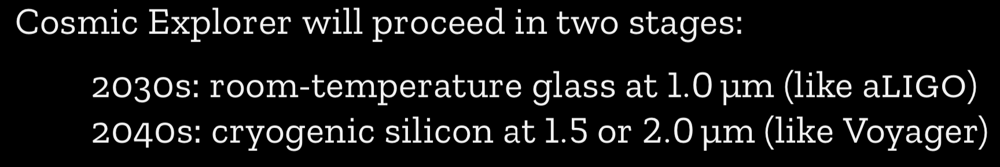 Cosmic Explorer will proceed in two stages:
2030s: room-temperature glass at 1.0 µm (like aLIGO)
2040s: cryogenic silicon at 1.5 or 2.0 µm (like Voyager)